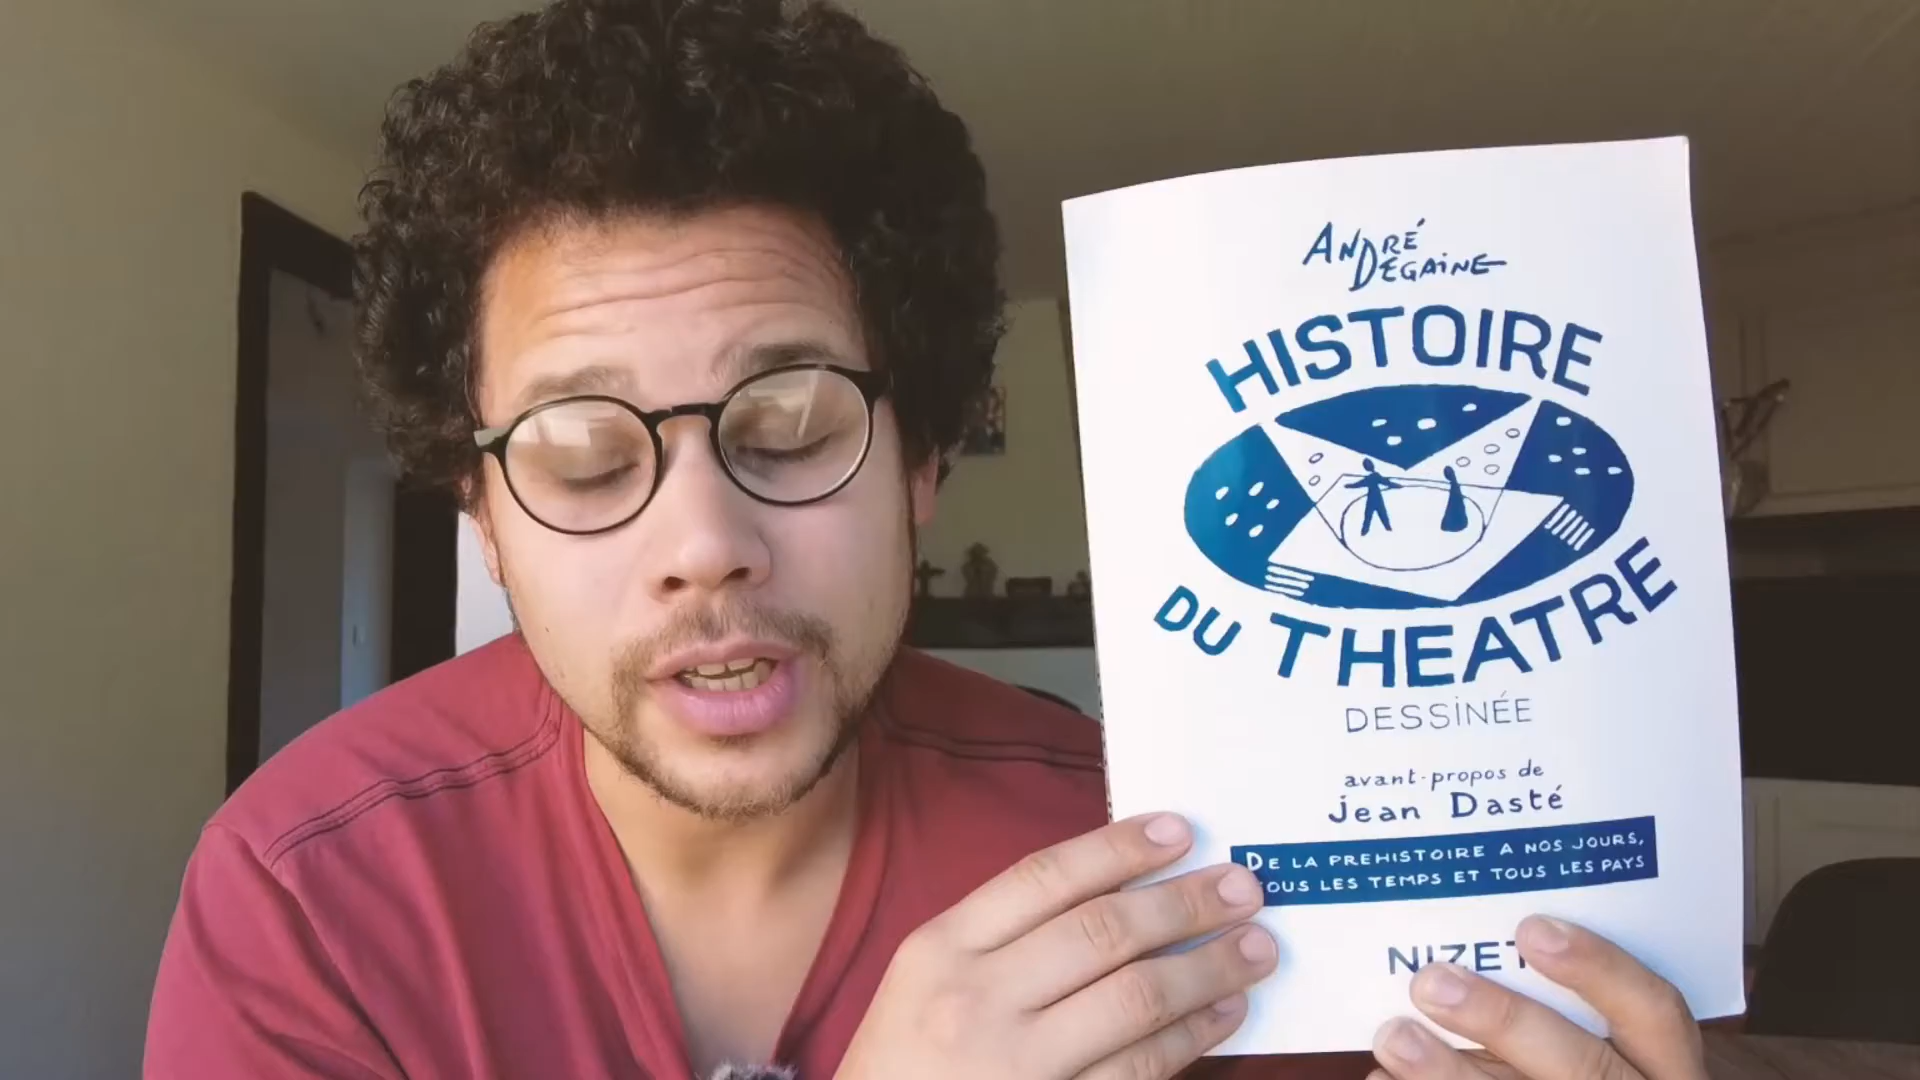 ANDRÉ
DEGAINE
HISTOIRE
DU THEATRE
DESSINÉE
avant-propos de
Jean Dasté
DE LA PREHISTOIRE A NOS JOURS,
TOUS LES TEMPS ET TOUS LES PAYS
NIZET